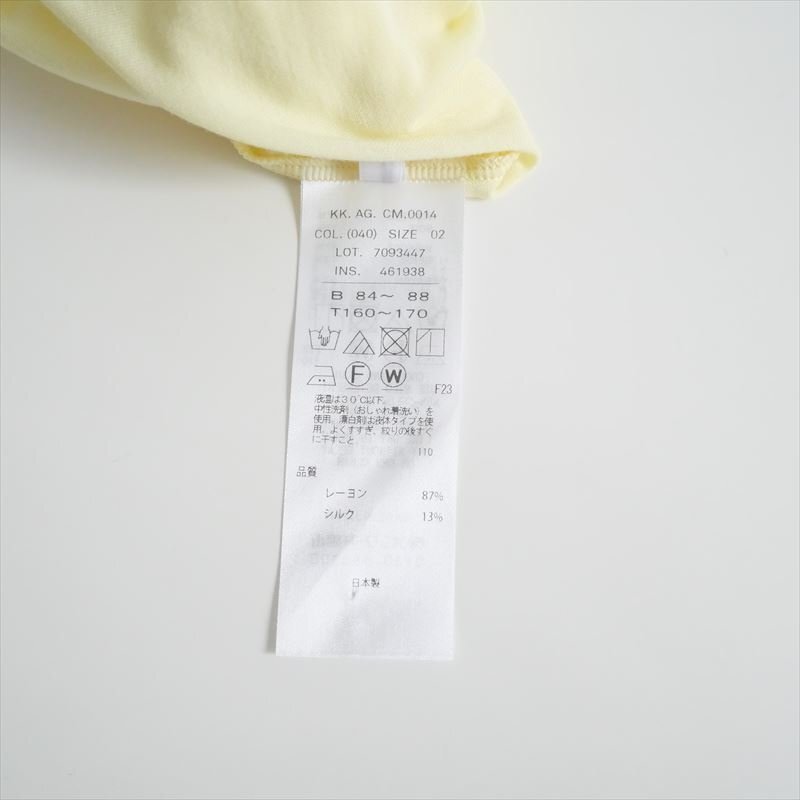 KK. AG. CM.0014
COL. (040) SIZE 02
LOT. 7093447
INS. 461938
B 84～ 88
T160～170
F W
F23
液温は30℃以下。
中性洗剤（おしゃれ着洗い）を
使用。漂白剤は液体タイプを使
用。よくすすぎ、絞りの後すぐ
に干すこと。
110
品質
レーヨン 87%
シルク 13%
日本製